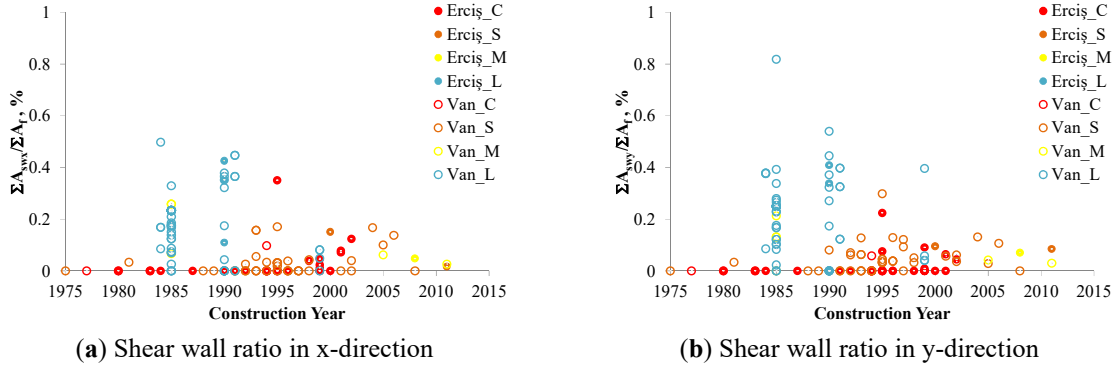 1
0.8
0.6
0.4
0.2
0
ΣA_swx/ΣA_f, %
1975 1980 1985 1990 1995 2000 2005 2010 2015
Construction Year
Erciş_C
Erciş_S
Erciş_M
Erciş_L
Van_C
Van_S
Van_M
Van_L
(a) Shear wall ratio in x-direction
1
0.8
0.6
0.4
0.2
0
ΣA_swy/ΣA_f, %
1975 1980 1985 1990 1995 2000 2005 2010 2015
Construction Year
Erciş_C
Erciş_S
Erciş_M
Erciş_L
Van_C
Van_S
Van_M
Van_L
(b) Shear wall ratio in y-direction